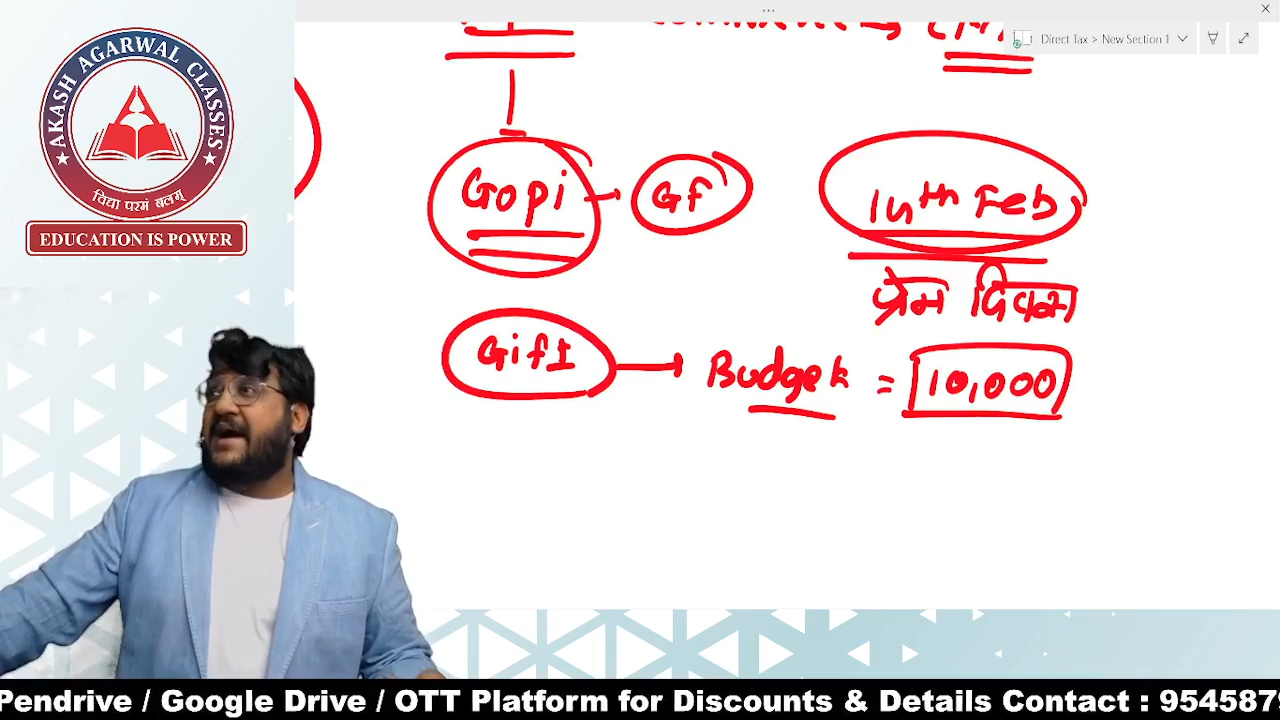 AKASH AGARWAL CLASSES
विद्या परमं बलम्
EDUCATION IS POWER
Direct Tax > New Section 1
Gopi → GF
14th Feb
प्रेम दिवस
Gift → Budget = 10,000
Pendrive / Google Drive / OTT Platform for Discounts & Details Contact : 95458